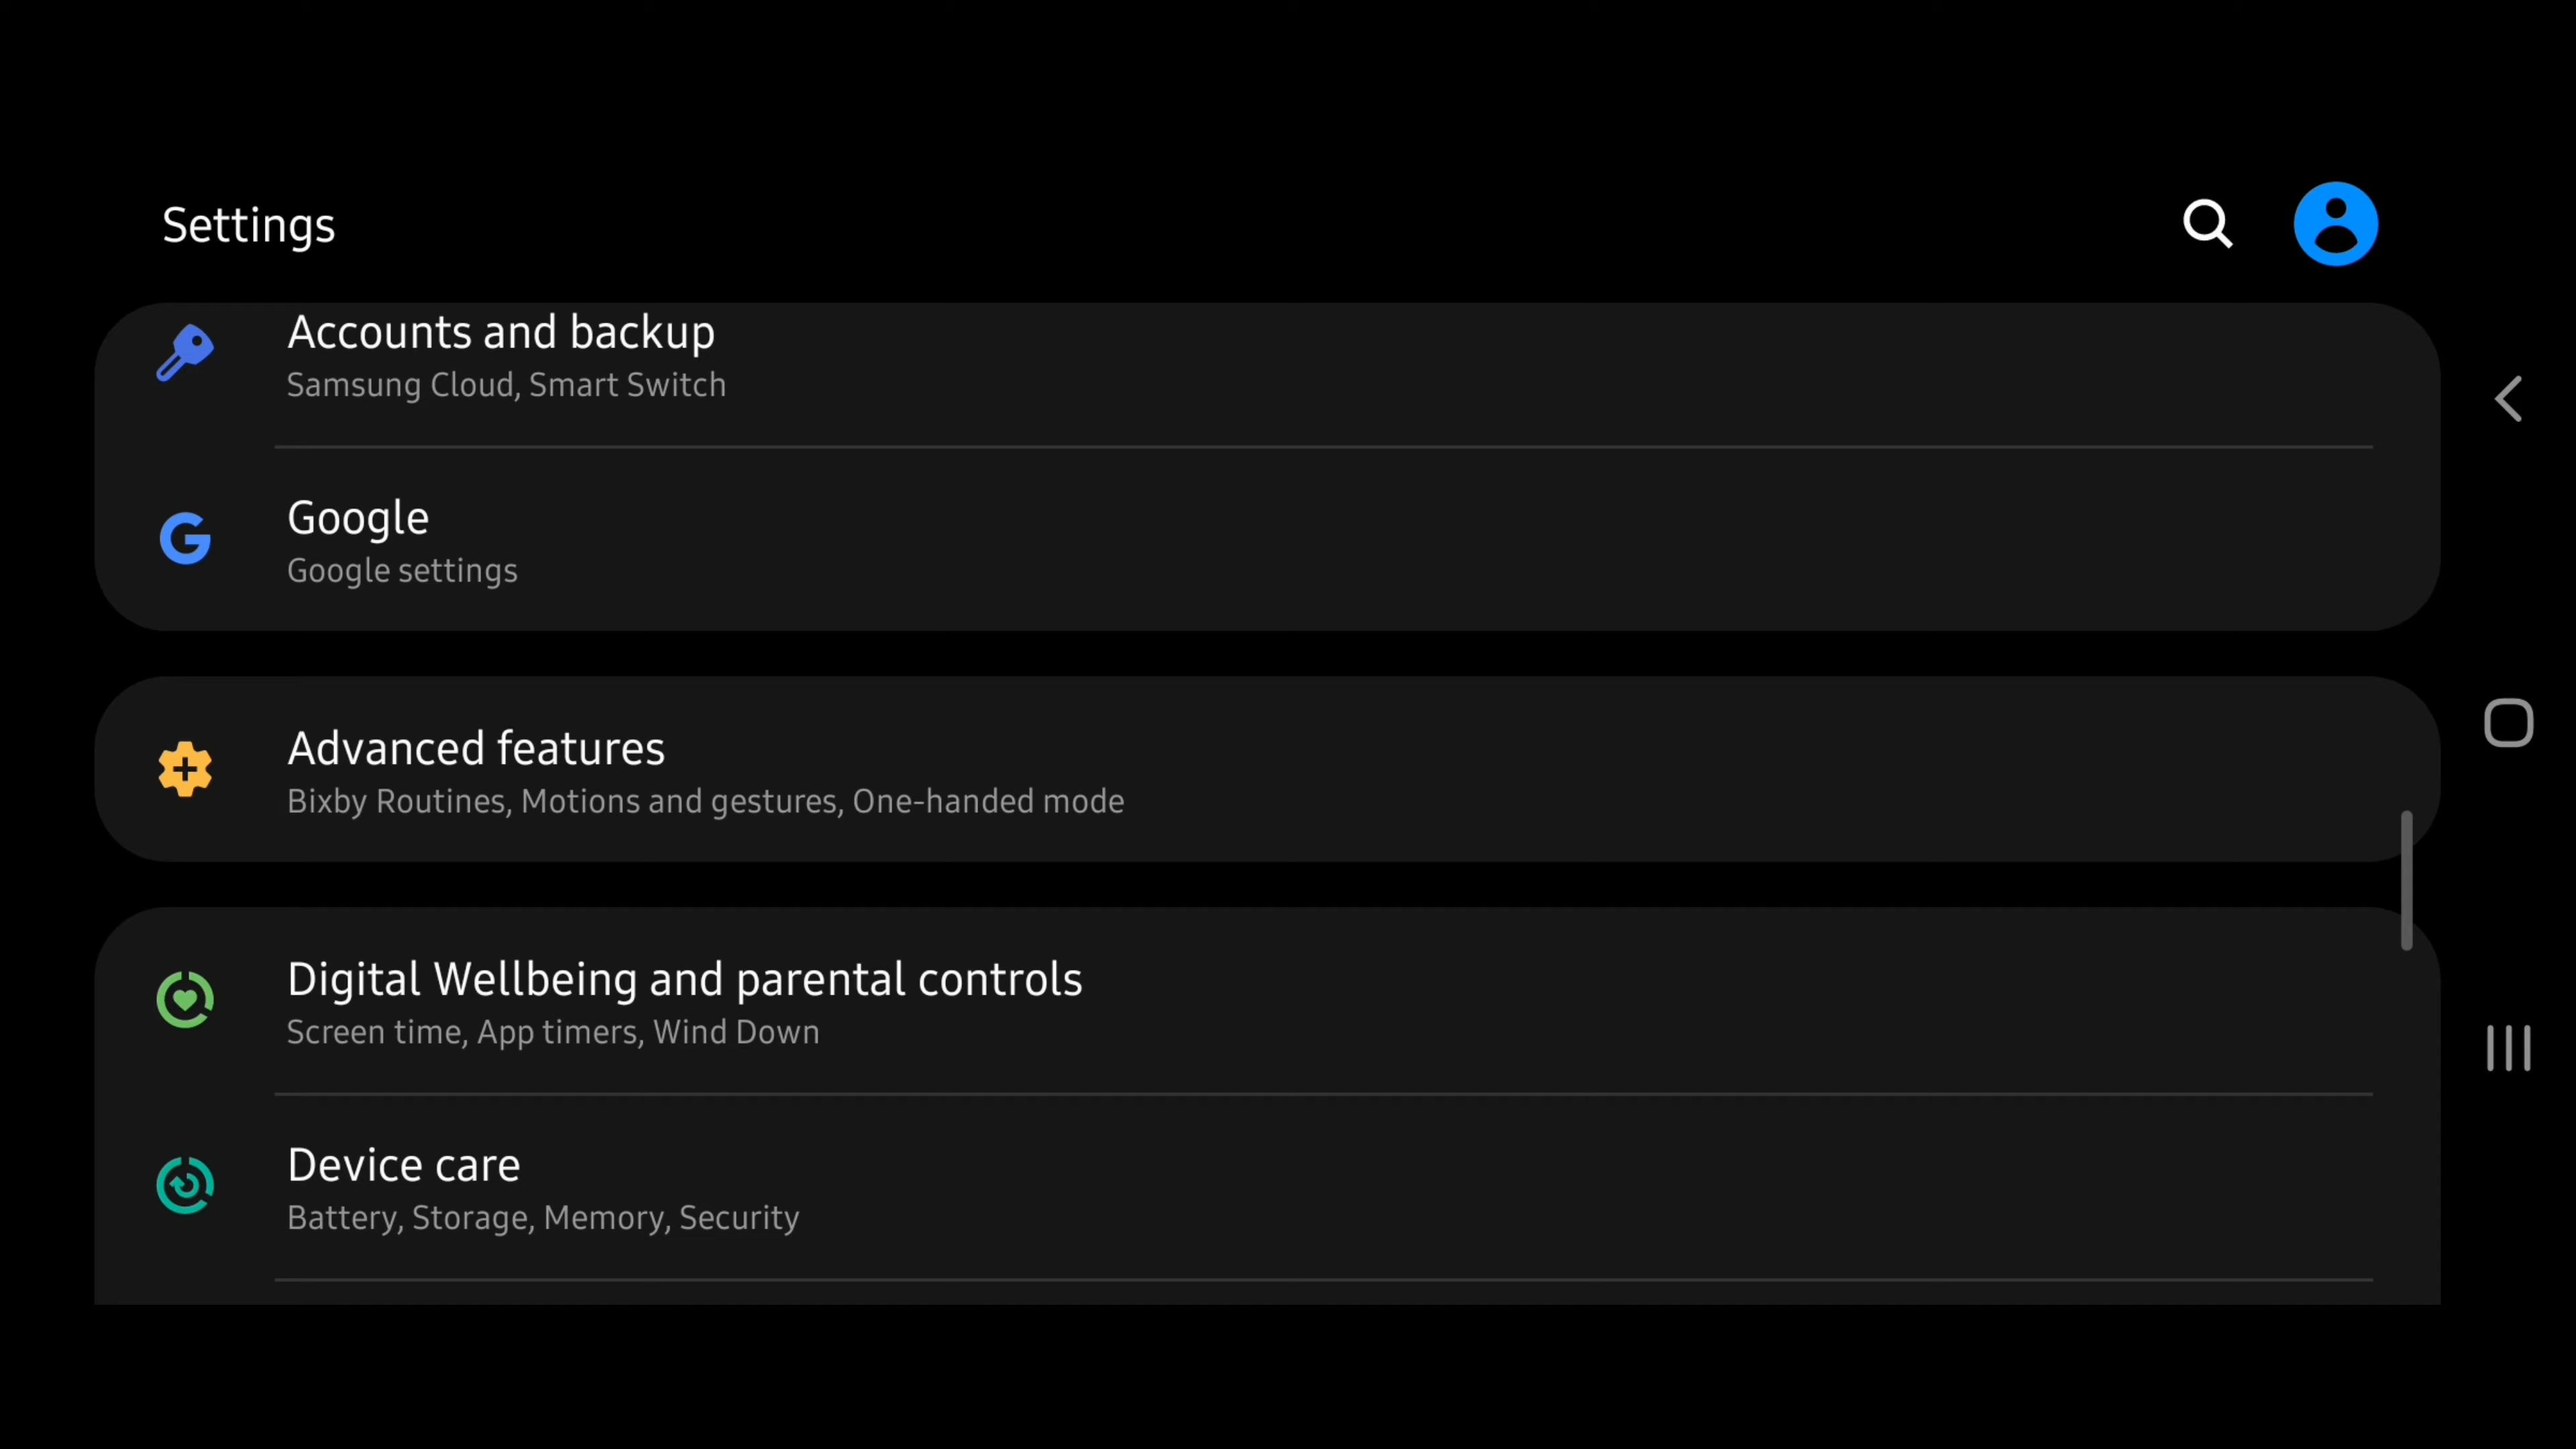 Settings
Accounts and backup
Samsung Cloud, Smart Switch
Google
Google settings
Advanced features
Bixby Routines, Motions and gestures, One-handed mode
Digital Wellbeing and parental controls
Screen time, App timers, Wind Down
Device care
Battery, Storage, Memory, Security